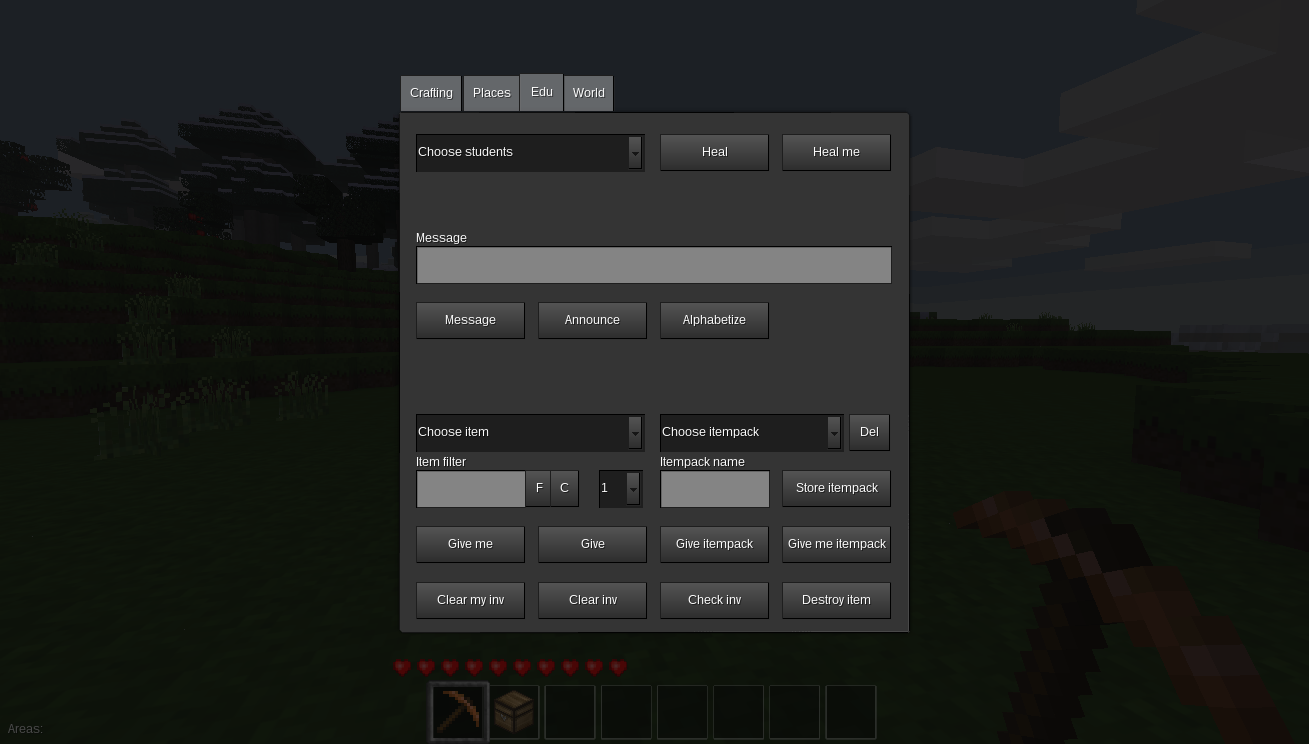 Crafting Places Edu World
Choose students Heal Heal me
Message
Message Announce Alphabetize
Choose item Choose itempack Del
Item filter Itempack name
F C 1 Store itempack
Give me Give Give itempack Give me itempack
Clear my inv Clear inv Check inv Destroy item
Areas: